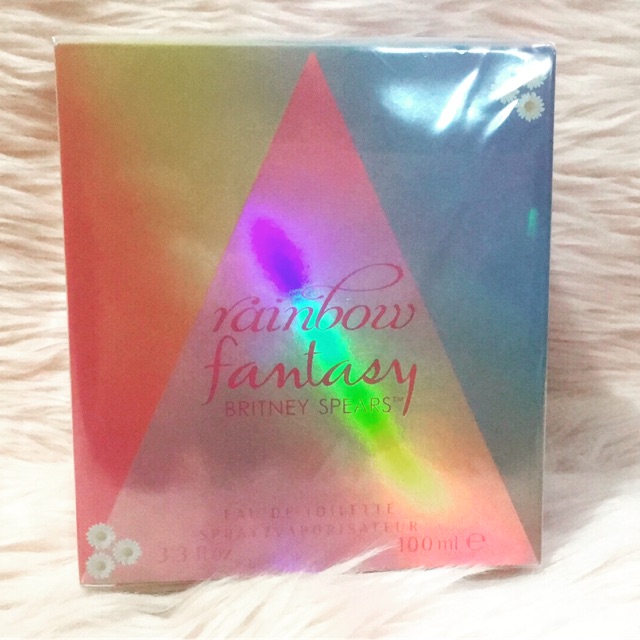 rainbow
fantasy
BRITNEY SPEARS™
EAU DE TOILETTE
SPRAY/VAPORISATEUR
3.3 fl oz 100 ml ℮